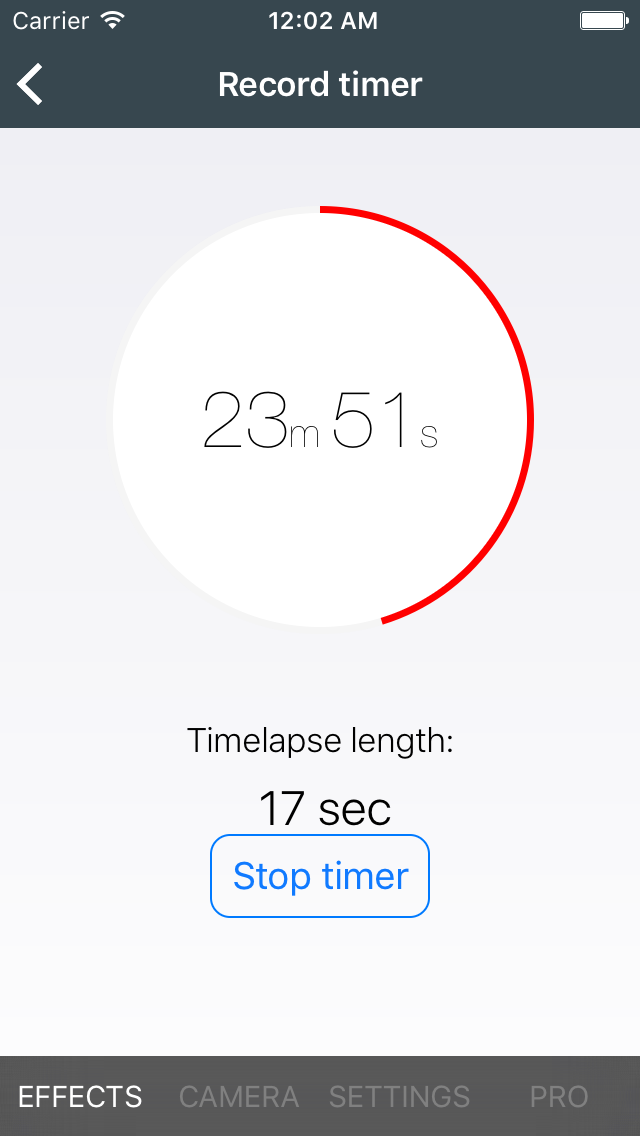 Carrier 12:02 AM
Record timer
23m 51s
Timelapse length:
17 sec
Stop timer
EFFECTS CAMERA SETTINGS PRO